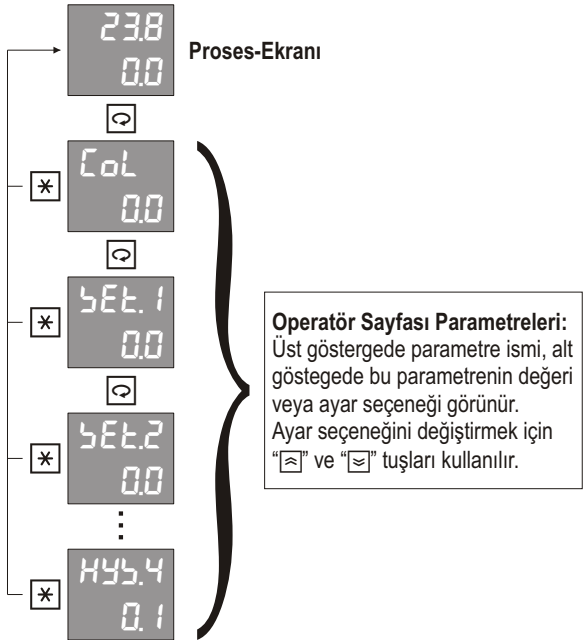 23.8
0.0
Proses-Ekranı
CoL
0.0
SEt.1
0.0
SEt.2
0.0
HYS.4
0.1
Operatör Sayfası Parametreleri:
Üst göstergede parametre ismi, alt
göstegede bu parametrenin değeri
veya ayar seçeneği görünür.
Ayar seçeneğini değiştirmek için
“ ” ve “ ” tuşları kullanılır.